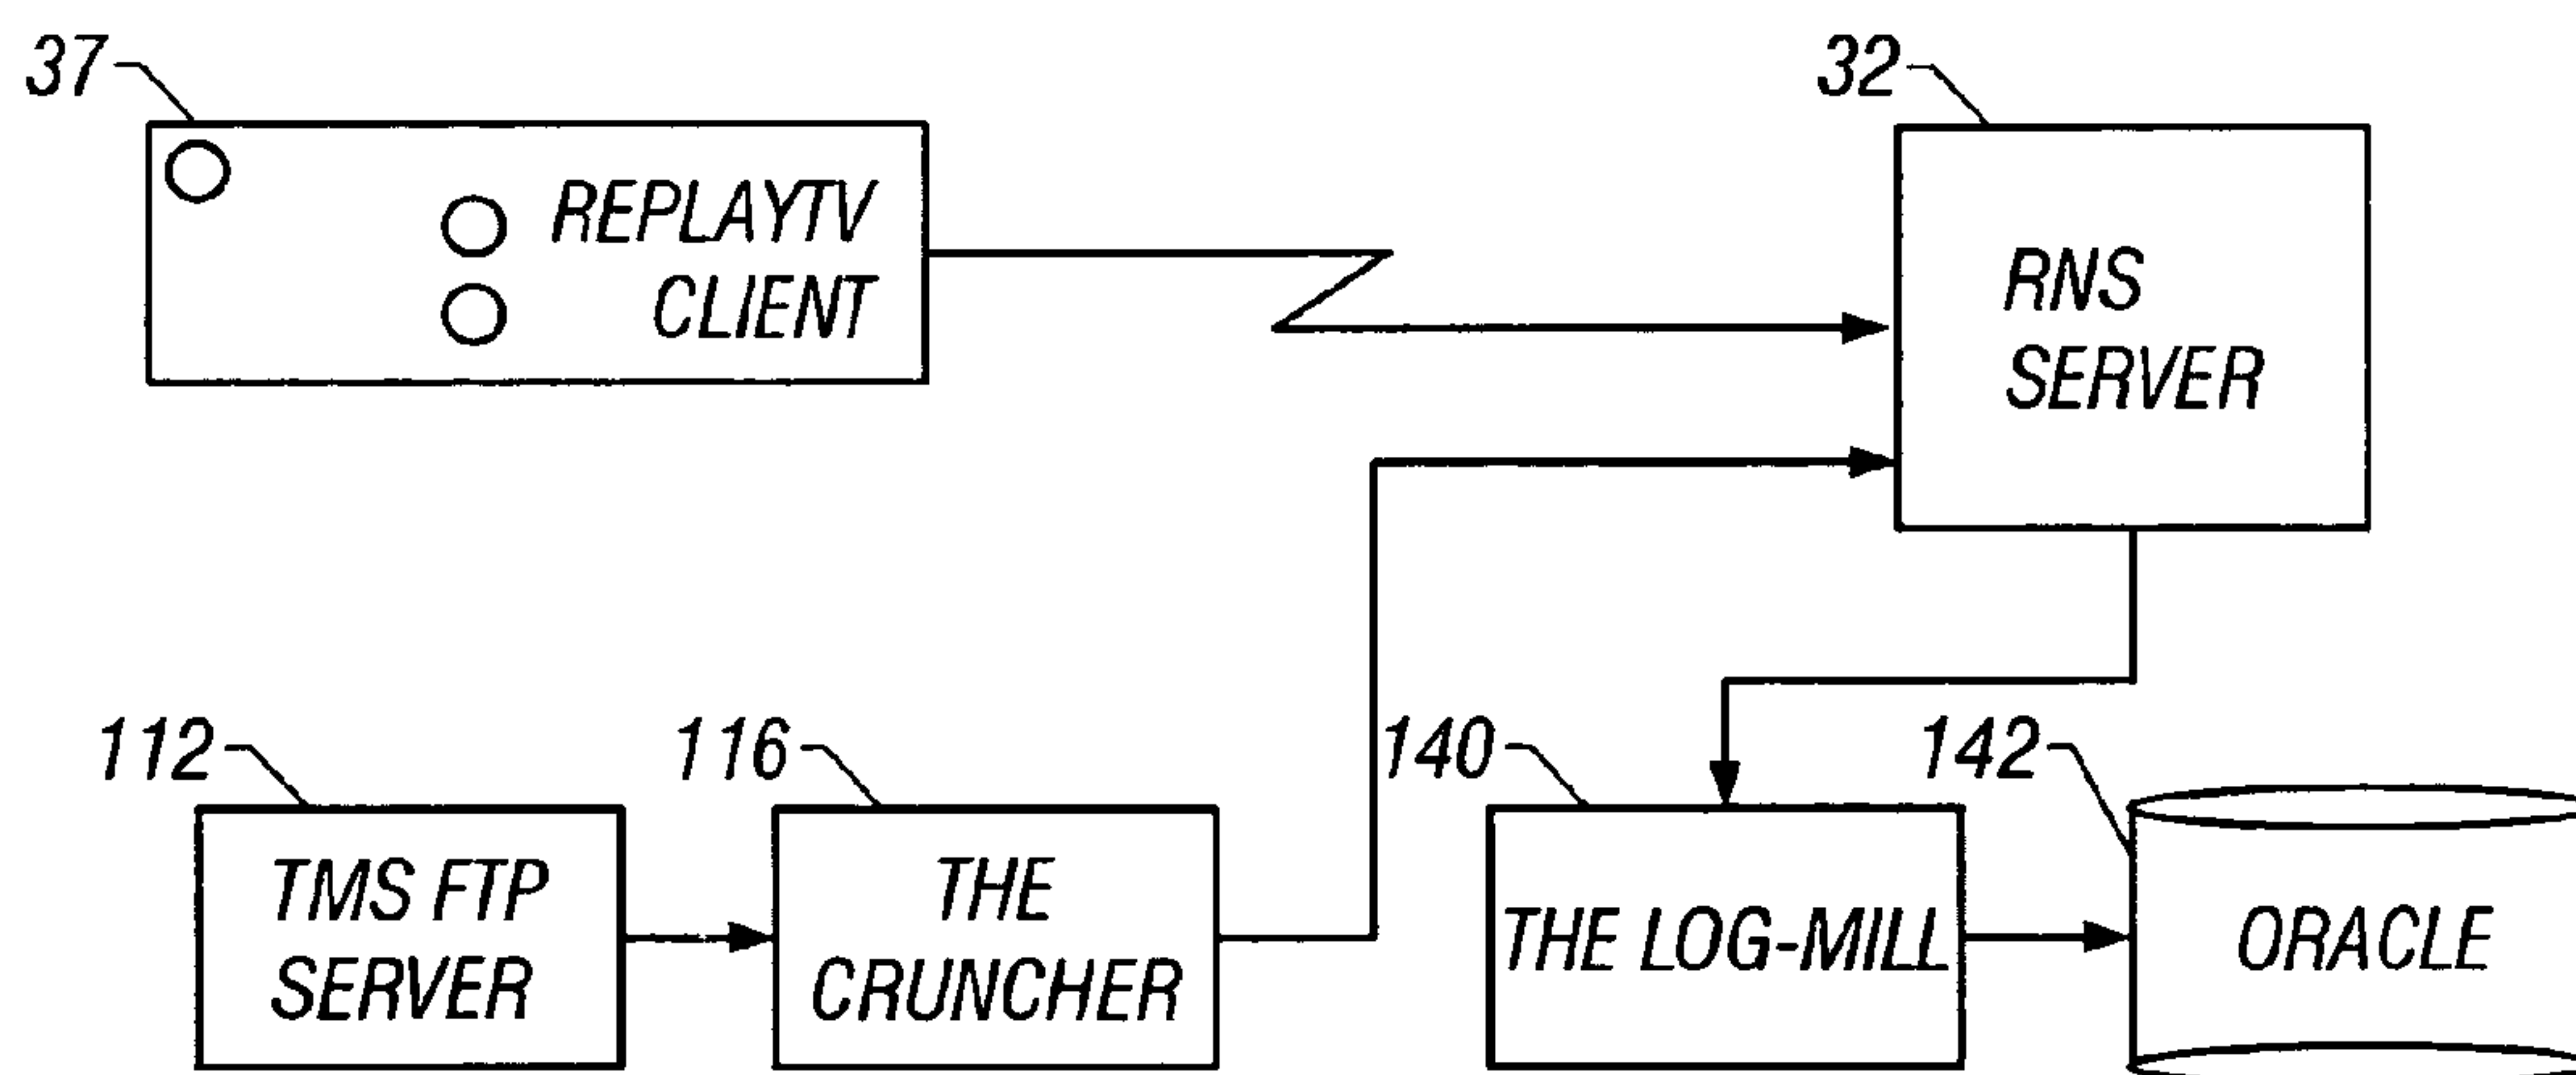 37
32
REPLAYTV
CLIENT
RNS
SERVER
112
116
140
142
TMS FTP
SERVER
THE
CRUNCHER
THE LOG-MILL
ORACLE